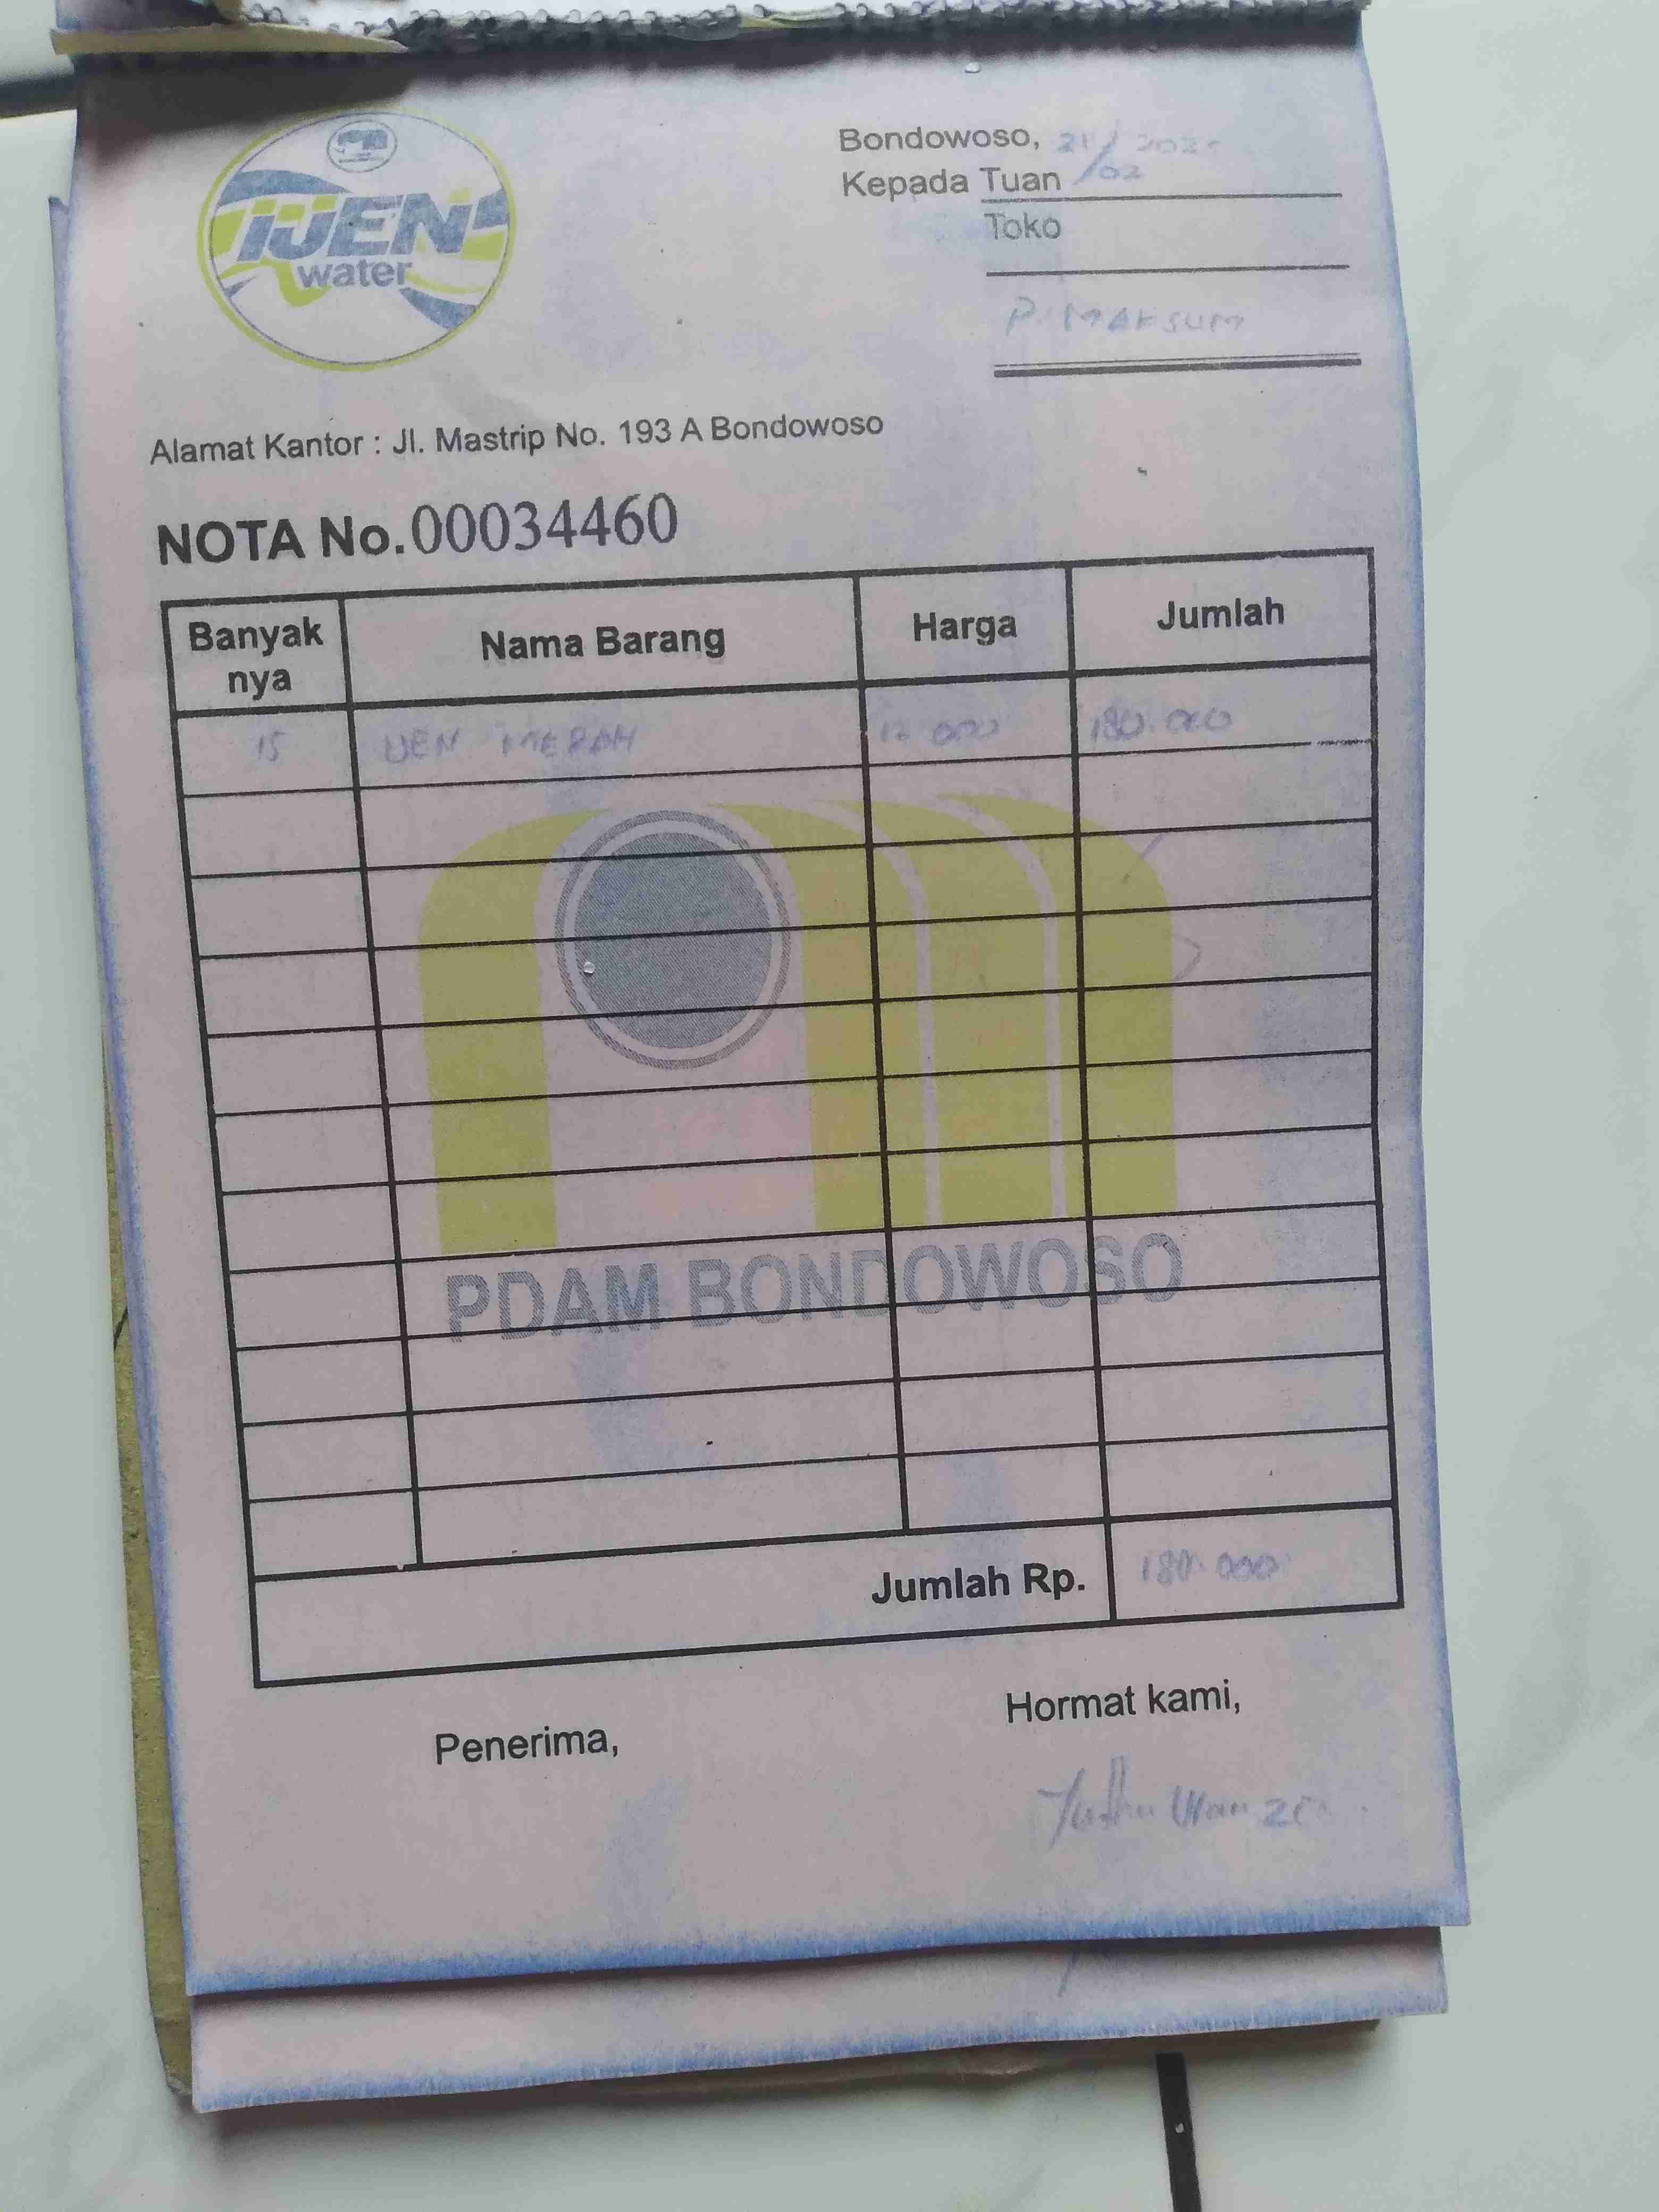 iJEN
water
Bondowoso, 21/02
Kepada Tuan
Toko
P. MAKSUM
Alamat Kantor : Jl. Mastrip No. 193 A Bondowoso
NOTA No. 00034460
Banyak nya Nama Barang Harga Jumlah
15 IJEN MERAH 12.000 180.000
PDAM BONDOWOSO
Jumlah Rp. 180.000
Penerima, Hormat kami,